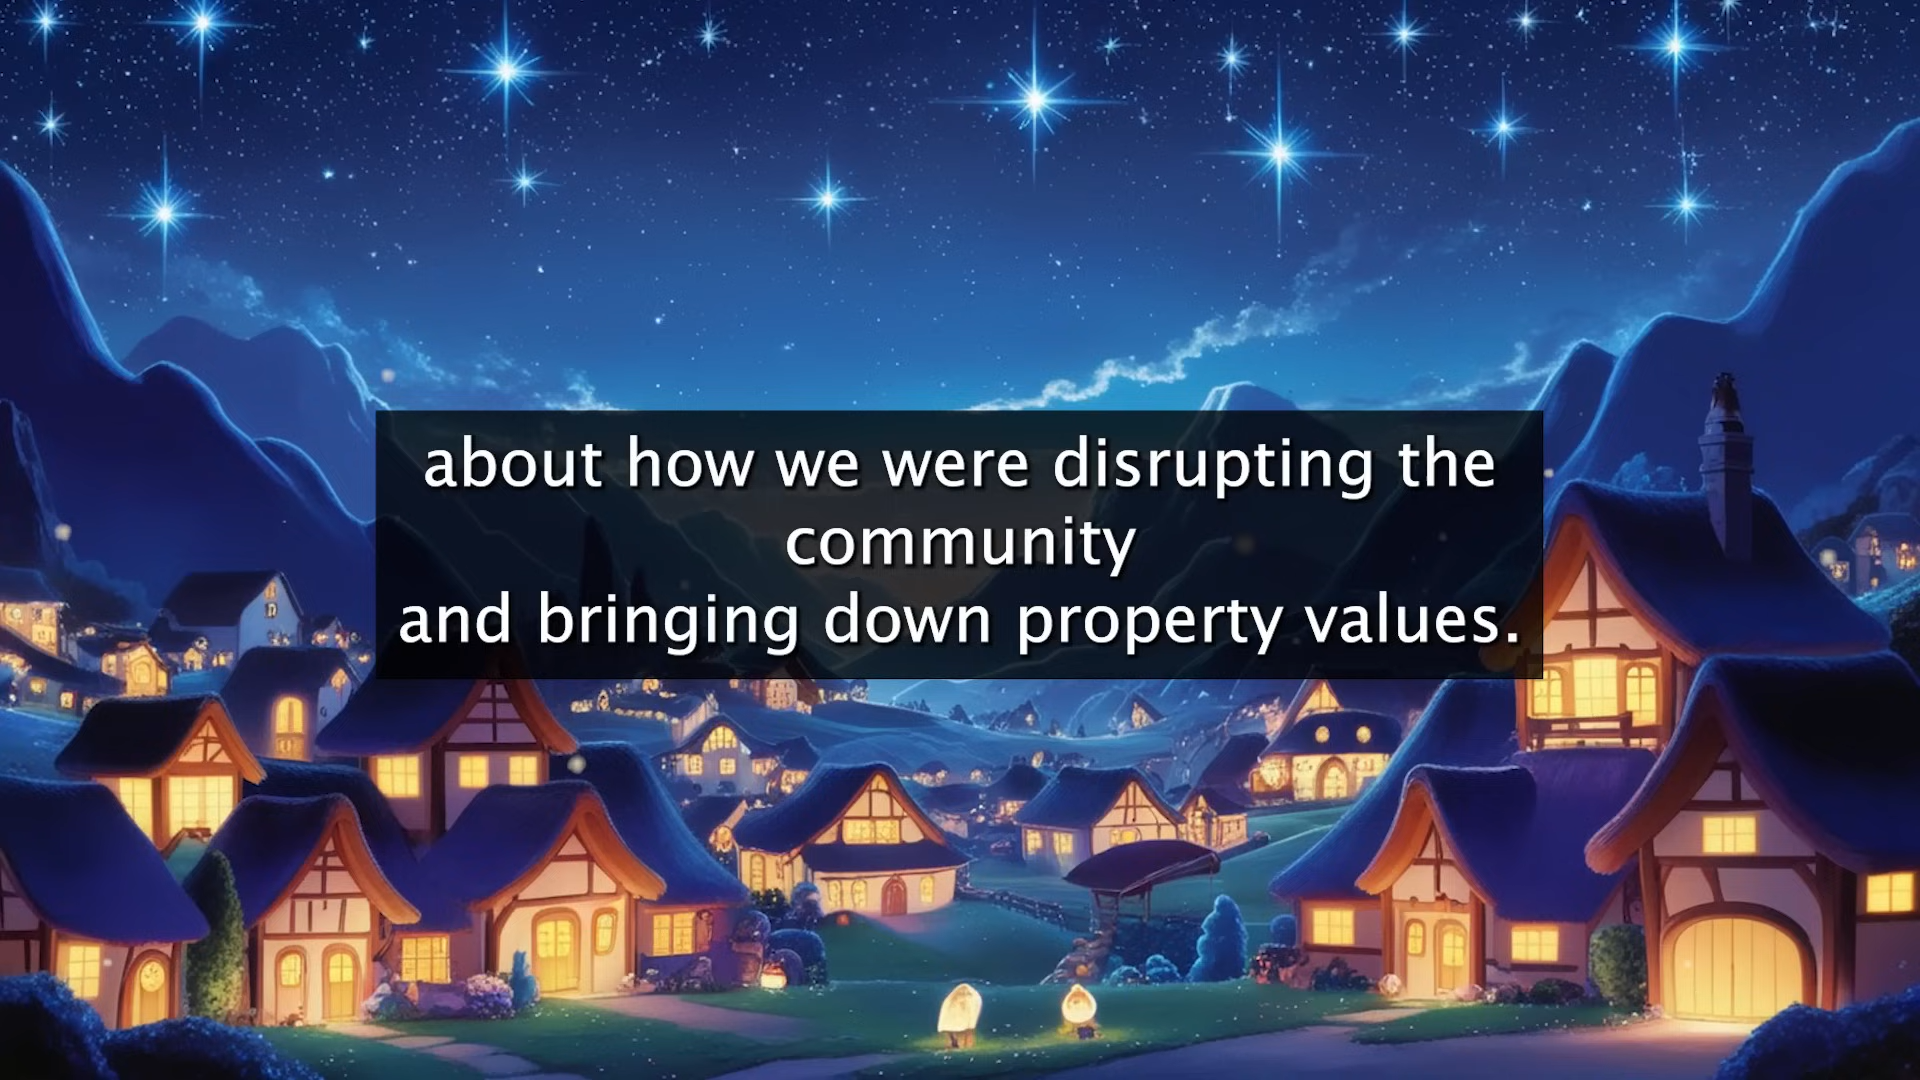 about how we were disrupting the
community
and bringing down property values.